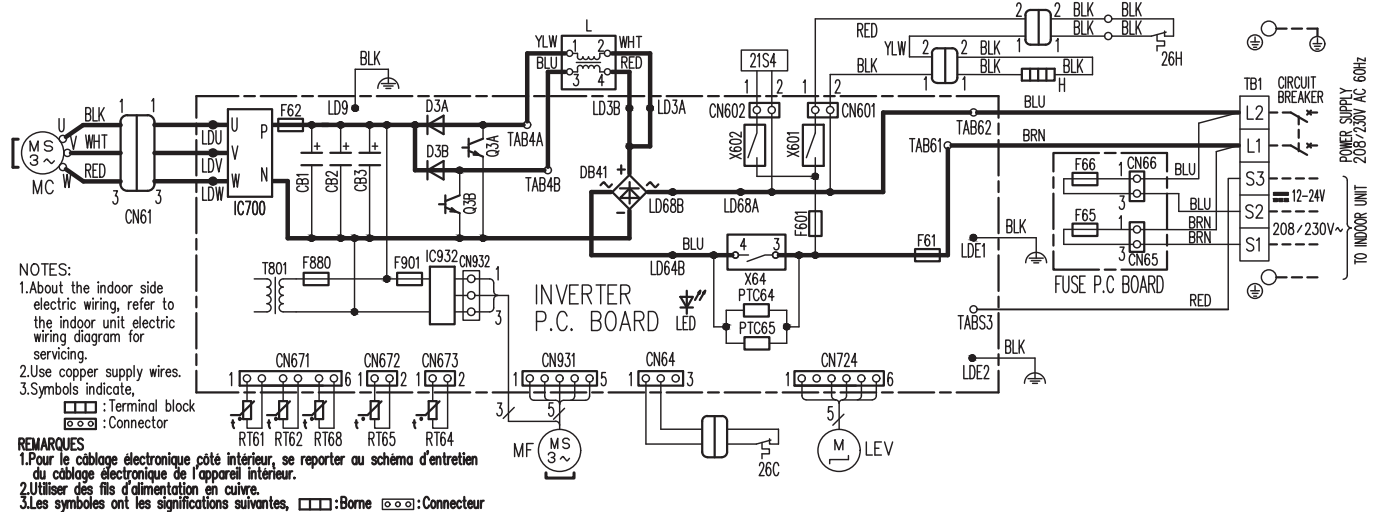 L
YLW 1 2 WHT
BLU 3 4 RED
21S4
RED
2 2 BLK BLK
1 1 BLK BLK
26H
YLW 2 2 BLK
BLK 1 1 BLK
H
BLK
LD9
D3A
D3B
Q3A
Q3B
TAB4A
TAB4B
LD3B
LD3A
CN602
1 2
CN601
1 2
X602
X601
BLU
TAB62
BRN
TAB61
TB1
L2
L1
S3
S2
S1
CIRCUIT
BREAKER
POWER SUPPLY
208/230V AC 60Hz
12-24V
208/230V~
TO INDOOR UNIT
MS
3~
MC
U
V
W
BLK
WHT
RED
1 1
3 3
CN61
LDU
LDV
LDW
U
V
W
P
N
IC700
F62
+
+
+
CB1
CB2
CB3
DB41
+
~ ~
-
LD68B
LD68A
F601
BLU
LD64B
4 3
X64
PTC64
PTC65
F61
LED
BLK
LDE1
F66
CN66
1
3
BLU
BLU
F65
CN65
1
3
BRN
BRN
FUSE P.C BOARD
RED
TABS3
BLK
LDE2
T801
F880
F901
IC932
CN932
1
3
INVERTER
P.C. BOARD
CN671
1 6
CN672
1 2
CN673
1 2
CN931
1 5
CN64
1 3
CN724
1 6
t°
t°
t°
t°
t°
RT61 RT62 RT68 RT65 RT64
3
5
MF
MS
3~
26C
5
M
LEV
NOTES:
1.About the indoor side
electric wiring, refer to
the indoor unit electric
wiring diagram for
servicing.
2.Use copper supply wires.
3.Symbols indicate,
: Terminal block
: Connector
REMARQUES
1.Pour le câblage électronique côté intérieur, se reporter au schéma d'entretien
du câblage électronique de l'appareil intérieur.
2.Utiliser des fils d'alimentation en cuivre.
3.Les symboles ont les significations suivantes, :Borne :Connecteur